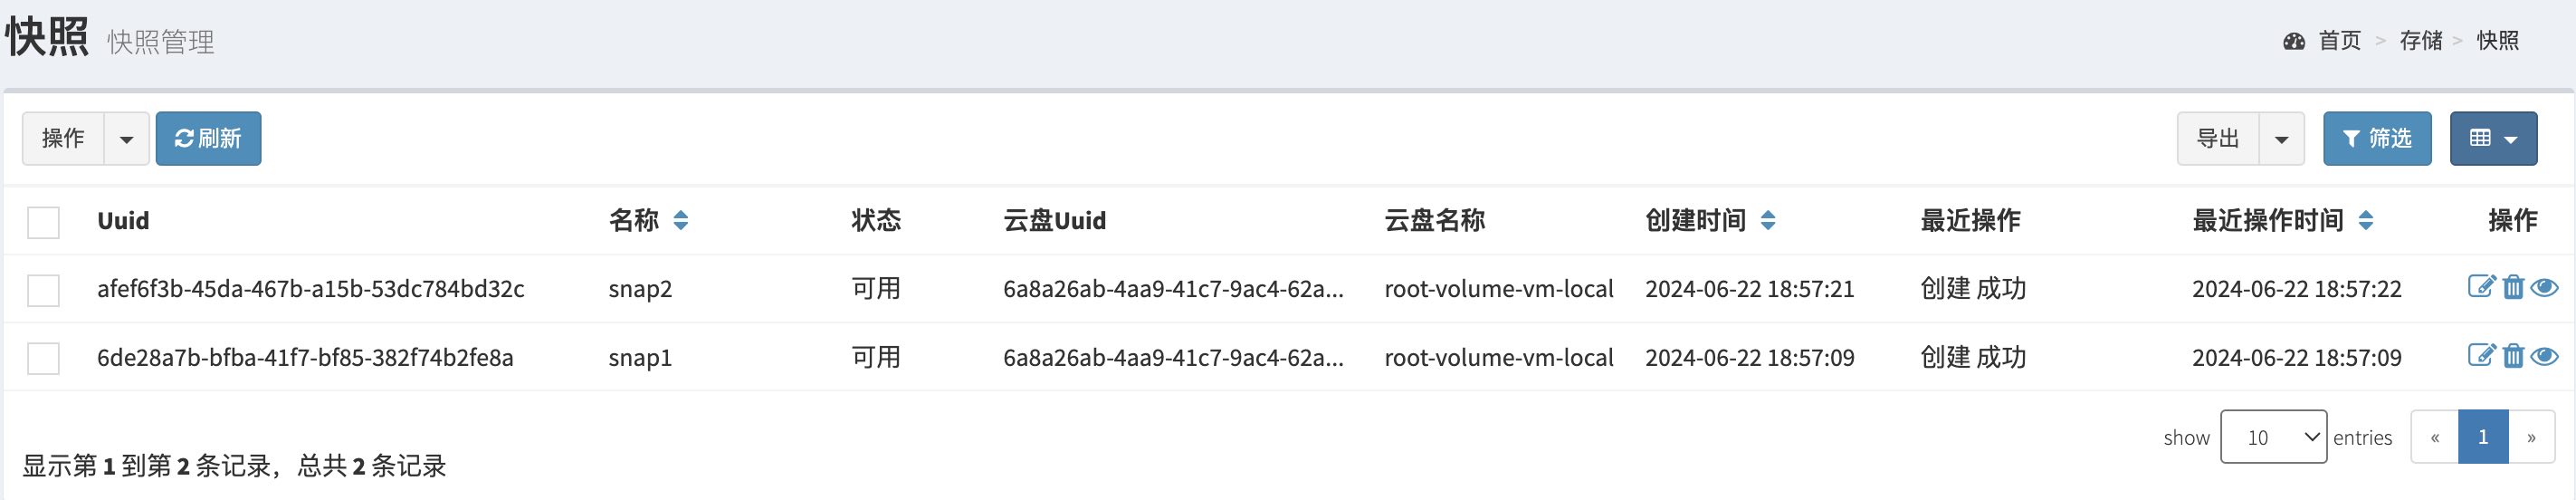 快照 快照管理
首页 > 存储 > 快照
操作 刷新 导出 筛选
Uuid 名称 状态 云盘Uuid 云盘名称 创建时间 最近操作 最近操作时间 操作
afef6f3b-45da-467b-a15b-53dc784bd32c snap2 可用 6a8a26ab-4aa9-41c7-9ac4-62a... root-volume-vm-local 2024-06-22 18:57:21 创建 成功 2024-06-22 18:57:22
6de28a7b-bfba-41f7-bf85-382f74b2fe8a snap1 可用 6a8a26ab-4aa9-41c7-9ac4-62a... root-volume-vm-local 2024-06-22 18:57:09 创建 成功 2024-06-22 18:57:09
show 10 entries « 1 »
显示第 1 到第 2 条记录，总共 2 条记录